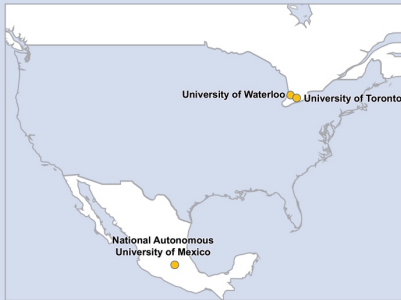 University of Waterloo
University of Toronto
National Autonomous
University of Mexico